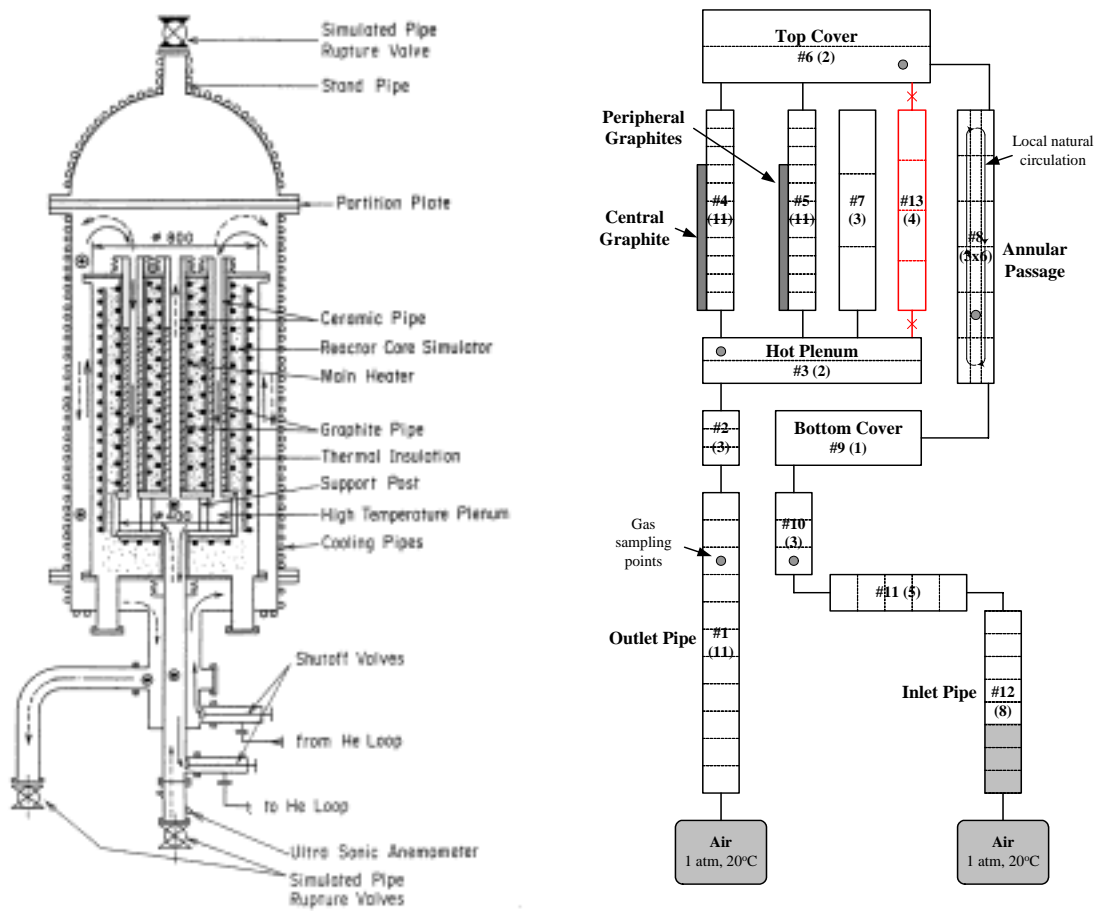 Simulated Pipe
Rupture Valve
Stand Pipe
Partition Plate
ø 800
Ceramic Pipe
Reactor Core Simulator
Main Heater
Graphite Pipe
Thermal Insulation
Support Post
ø 400
High Temperature Plenum
Cooling Pipes
Shutoff Valves
from He Loop
to He Loop
Ultra Sonic Anemometer
Simulated Pipe
Rupture Valves
Top Cover
#6 (2)
Peripheral
Graphites
Central
Graphite
#4
(11)
#5
(11)
#7
(3)
#13
(4)
#8
(3x6)
Local natural
circulation
Annular
Passage
Hot Plenum
#3 (2)
#2
(3)
Bottom Cover
#9 (1)
Gas
sampling
points
#10
(3)
#11 (5)
Outlet Pipe
#1
(11)
Inlet Pipe
#12
(8)
Air
1 atm, 20°C
Air
1 atm, 20°C